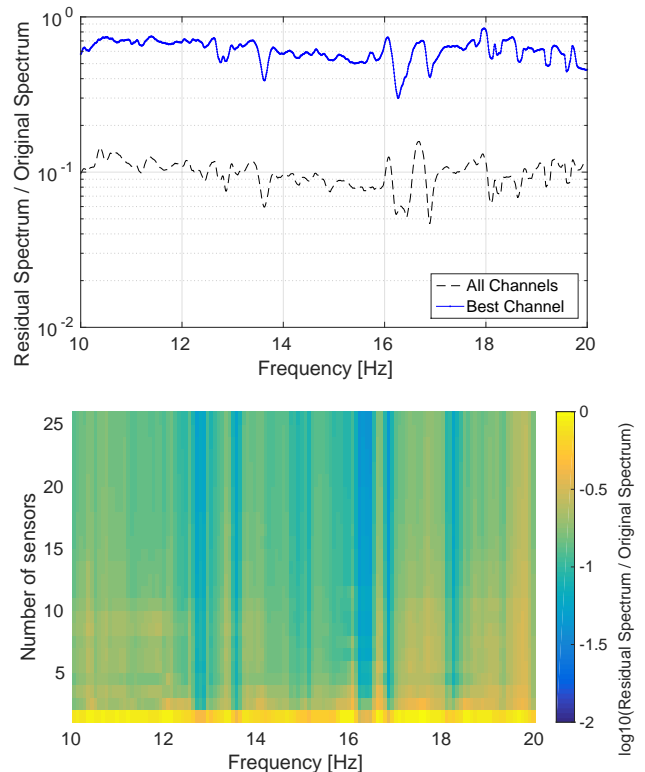 Residual Spectrum / Original Spectrum
10^0
10^-1
10^-2
10 12 14 16 18 20
Frequency [Hz]
All Channels
Best Channel
Number of sensors
25
20
15
10
5
10 12 14 16 18 20
Frequency [Hz]
0
-0.5
-1
-1.5
-2
log10(Residual Spectrum / Original Spectrum)